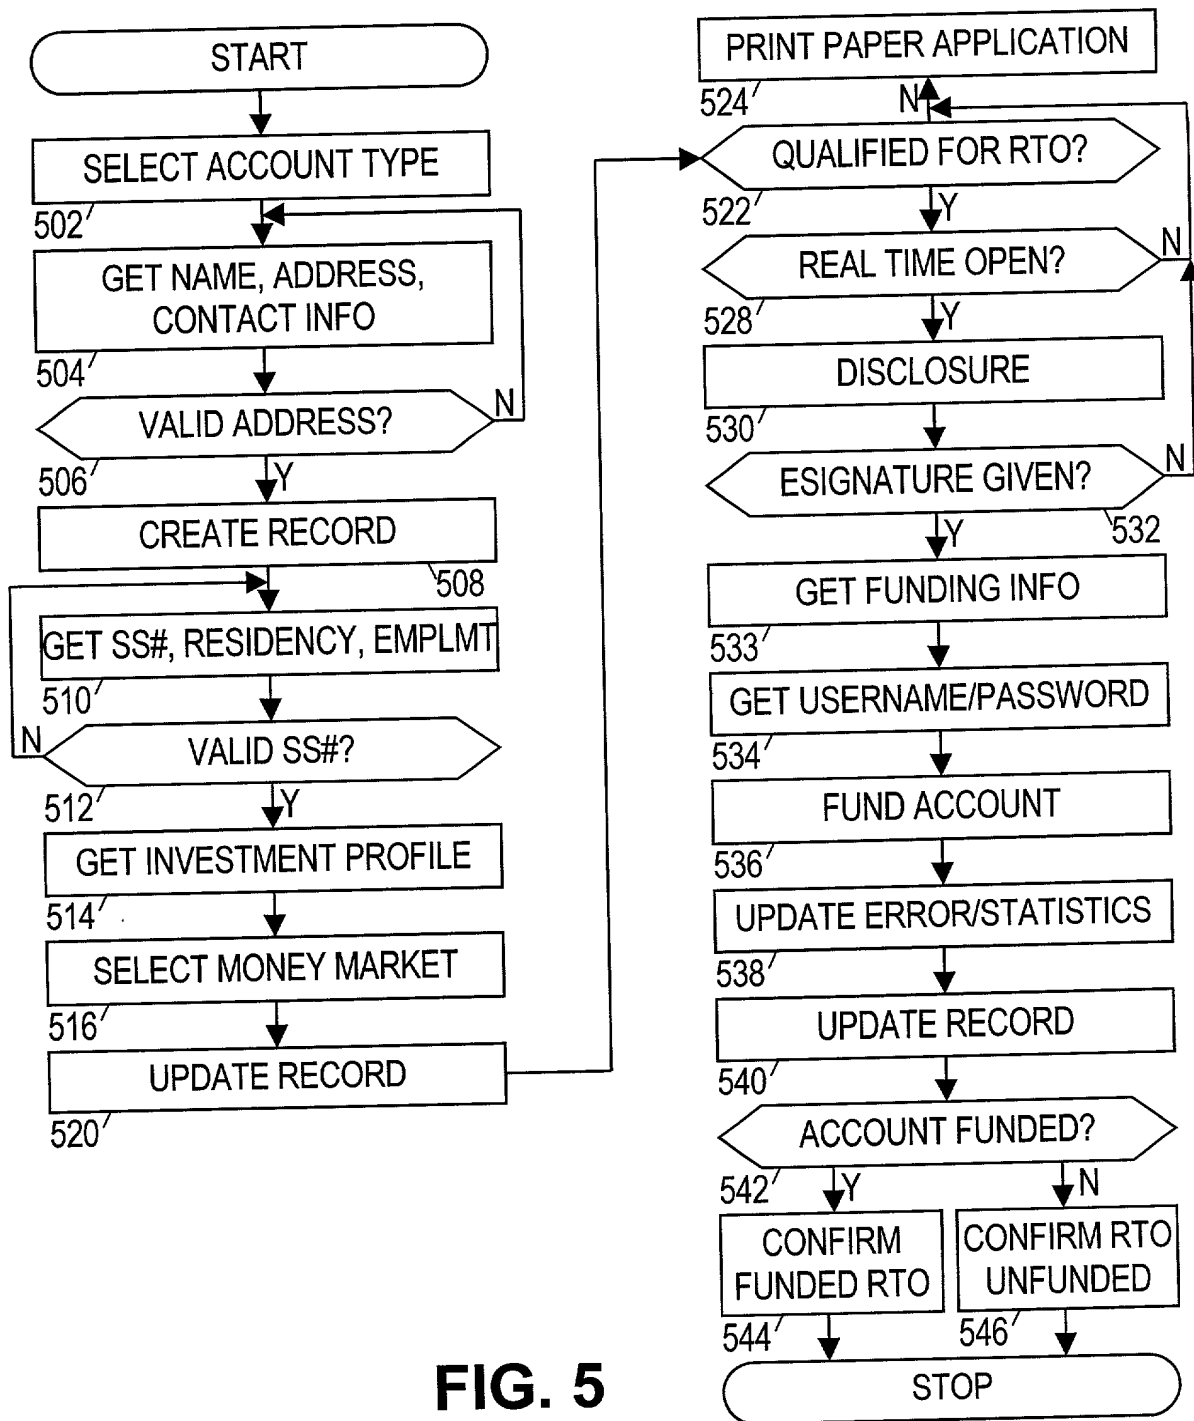 START
SELECT ACCOUNT TYPE
502
GET NAME, ADDRESS,
CONTACT INFO
504
VALID ADDRESS?
N
506
Y
CREATE RECORD
508
GET SS#, RESIDENCY, EMPLMT
510
N
VALID SS#?
512
Y
GET INVESTMENT PROFILE
514
SELECT MONEY MARKET
516
UPDATE RECORD
520
PRINT PAPER APPLICATION
524
N
QUALIFIED FOR RTO?
522
Y
REAL TIME OPEN?
N
528
Y
DISCLOSURE
530
ESIGNATURE GIVEN?
N
532
Y
GET FUNDING INFO
533
GET USERNAME/PASSWORD
534
FUND ACCOUNT
536
UPDATE ERROR/STATISTICS
538
UPDATE RECORD
540
ACCOUNT FUNDED?
542
Y
N
CONFIRM
FUNDED RTO
544
CONFIRM RTO
UNFUNDED
546
STOP
FIG. 5